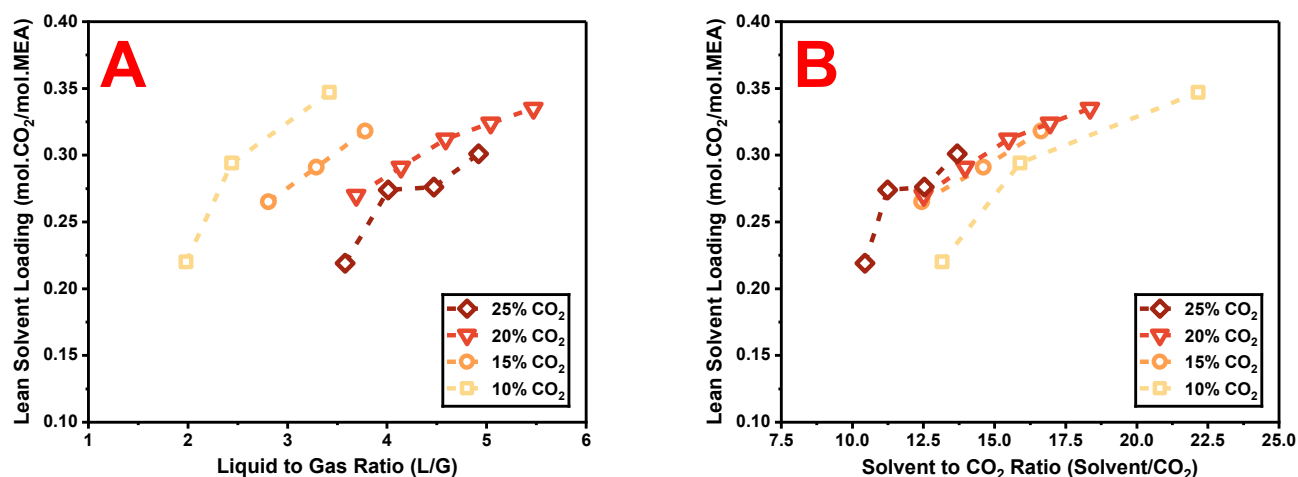 A
Lean Solvent Loading (mol.CO₂/mol.MEA)
0.40
0.35
0.30
0.25
0.20
0.15
0.10
25% CO₂
20% CO₂
15% CO₂
10% CO₂
1 2 3 4 5 6
Liquid to Gas Ratio (L/G)
B
Lean Solvent Loading (mol.CO₂/mol.MEA)
0.40
0.35
0.30
0.25
0.20
0.15
0.10
25% CO₂
20% CO₂
15% CO₂
10% CO₂
7.5 10.0 12.5 15.0 17.5 20.0 22.5 25.0
Solvent to CO₂ Ratio (Solvent/CO₂)